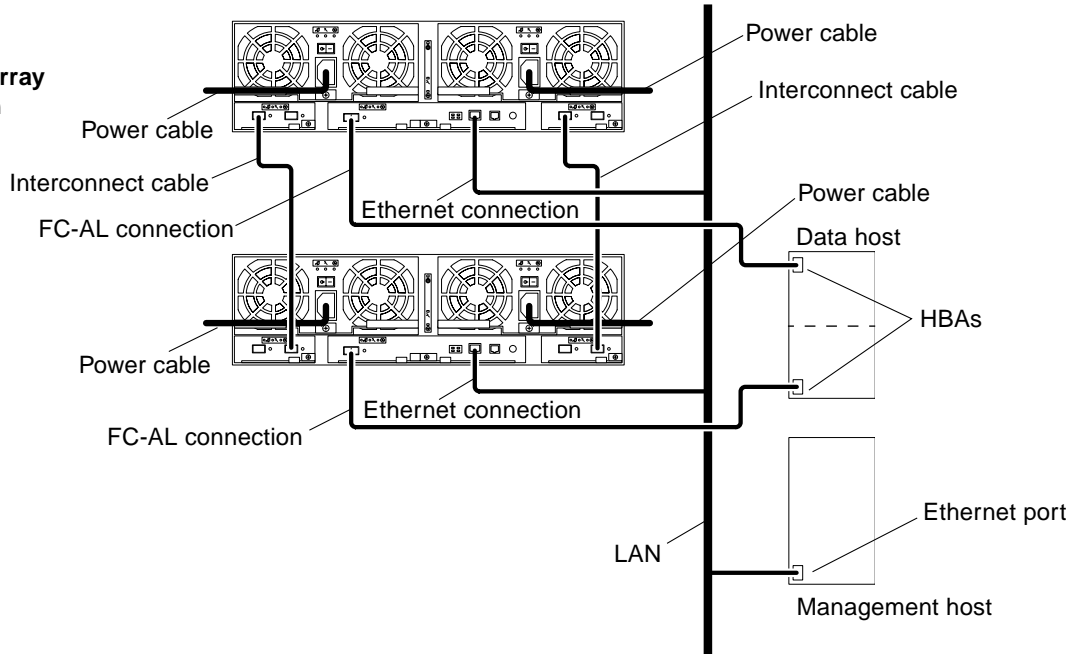 Power cable
rray
Interconnect cable
Power cable
Interconnect cable
Power cable
Ethernet connection
FC-AL connection
Data host
HBAs
Power cable
Ethernet connection
FC-AL connection
Ethernet port
LAN
Management host